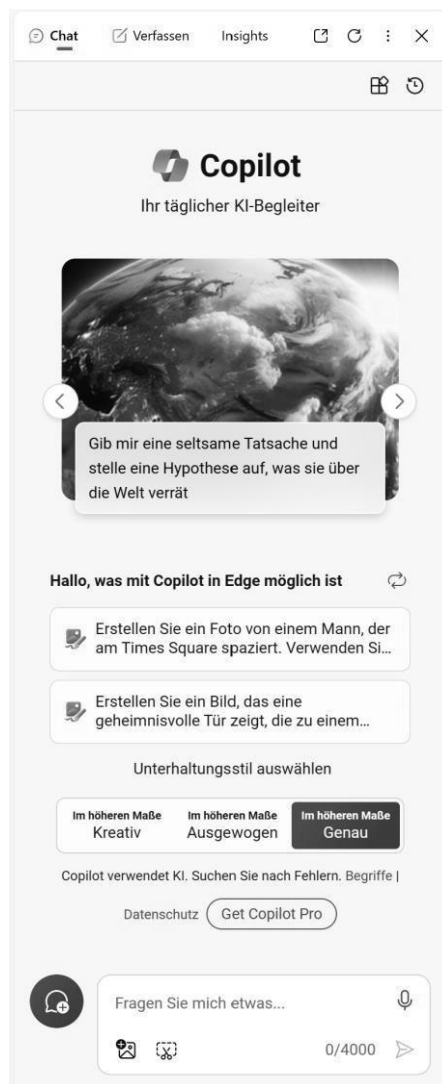 Chat Verfassen Insights
Copilot
Ihr täglicher KI-Begleiter
Gib mir eine seltsame Tatsache und
stelle eine Hypothese auf, was sie über
die Welt verrät
Hallo, was mit Copilot in Edge möglich ist
Erstellen Sie ein Foto von einem Mann, der
am Times Square spaziert. Verwenden Si...
Erstellen Sie ein Bild, das eine
geheimnisvolle Tür zeigt, die zu einem...
Unterhaltungsstil auswählen
Im höheren Maße Im höheren Maße Im höheren Maße
Kreativ Ausgewogen Genau
Copilot verwendet KI. Suchen Sie nach Fehlern. Begriffe |
Datenschutz Get Copilot Pro
Fragen Sie mich etwas...
0/4000